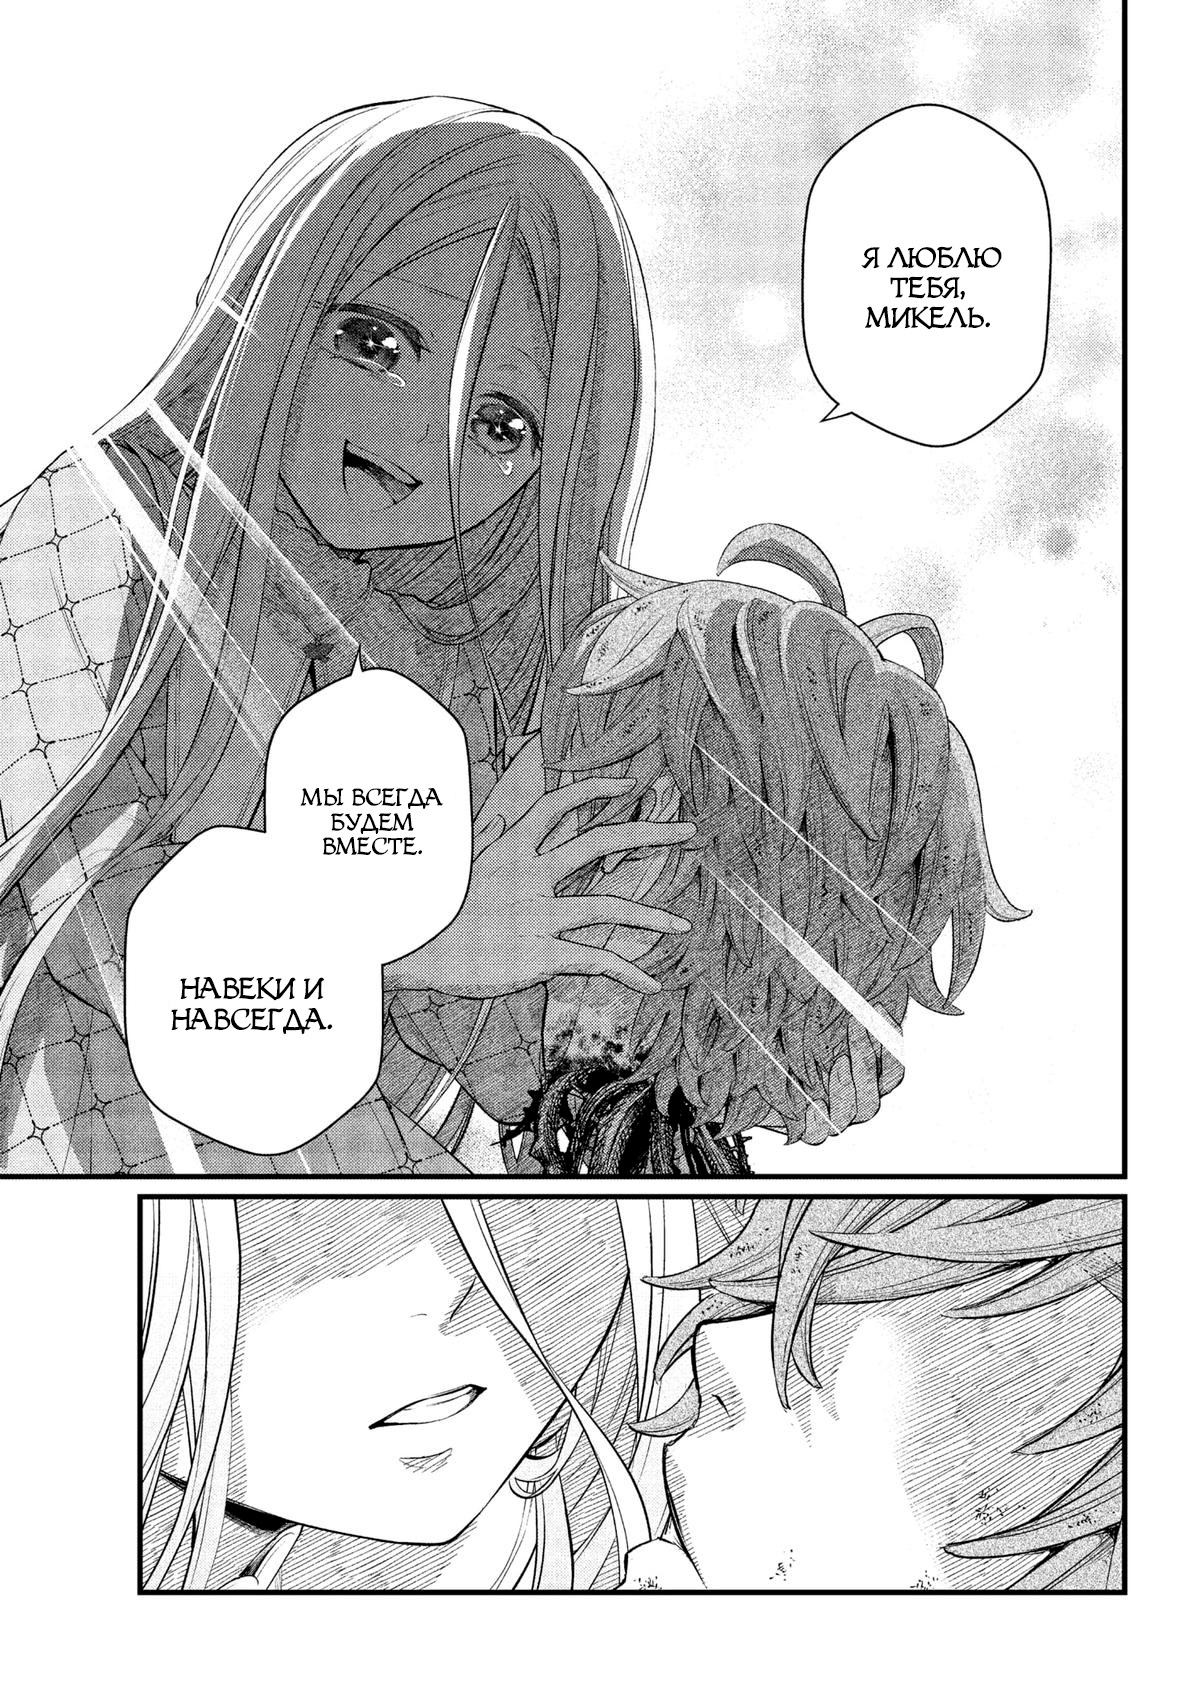 Я ЛЮБЛЮ
ТЕБЯ,
МИКЕЛЬ.
МЫ ВСЕГДА
БУДЕМ
ВМЕСТЕ.
НАВЕКИ И
НАВСЕГДА.